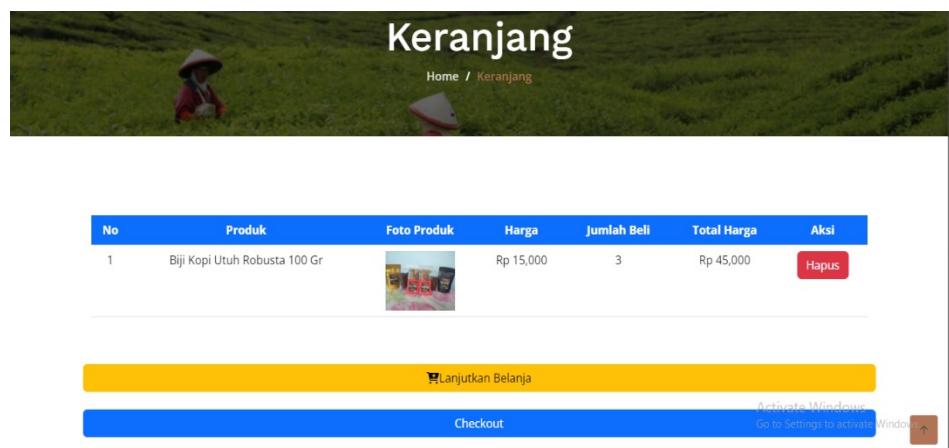 Keranjang
Home / Keranjang
No Produk Foto Produk Harga Jumlah Beli Total Harga Aksi
1 Biji Kopi Utuh Robusta 100 Gr Rp 15,000 3 Rp 45,000 Hapus
Lanjutkan Belanja
Checkout
Activate Windows
Go to Settings to activate Windows